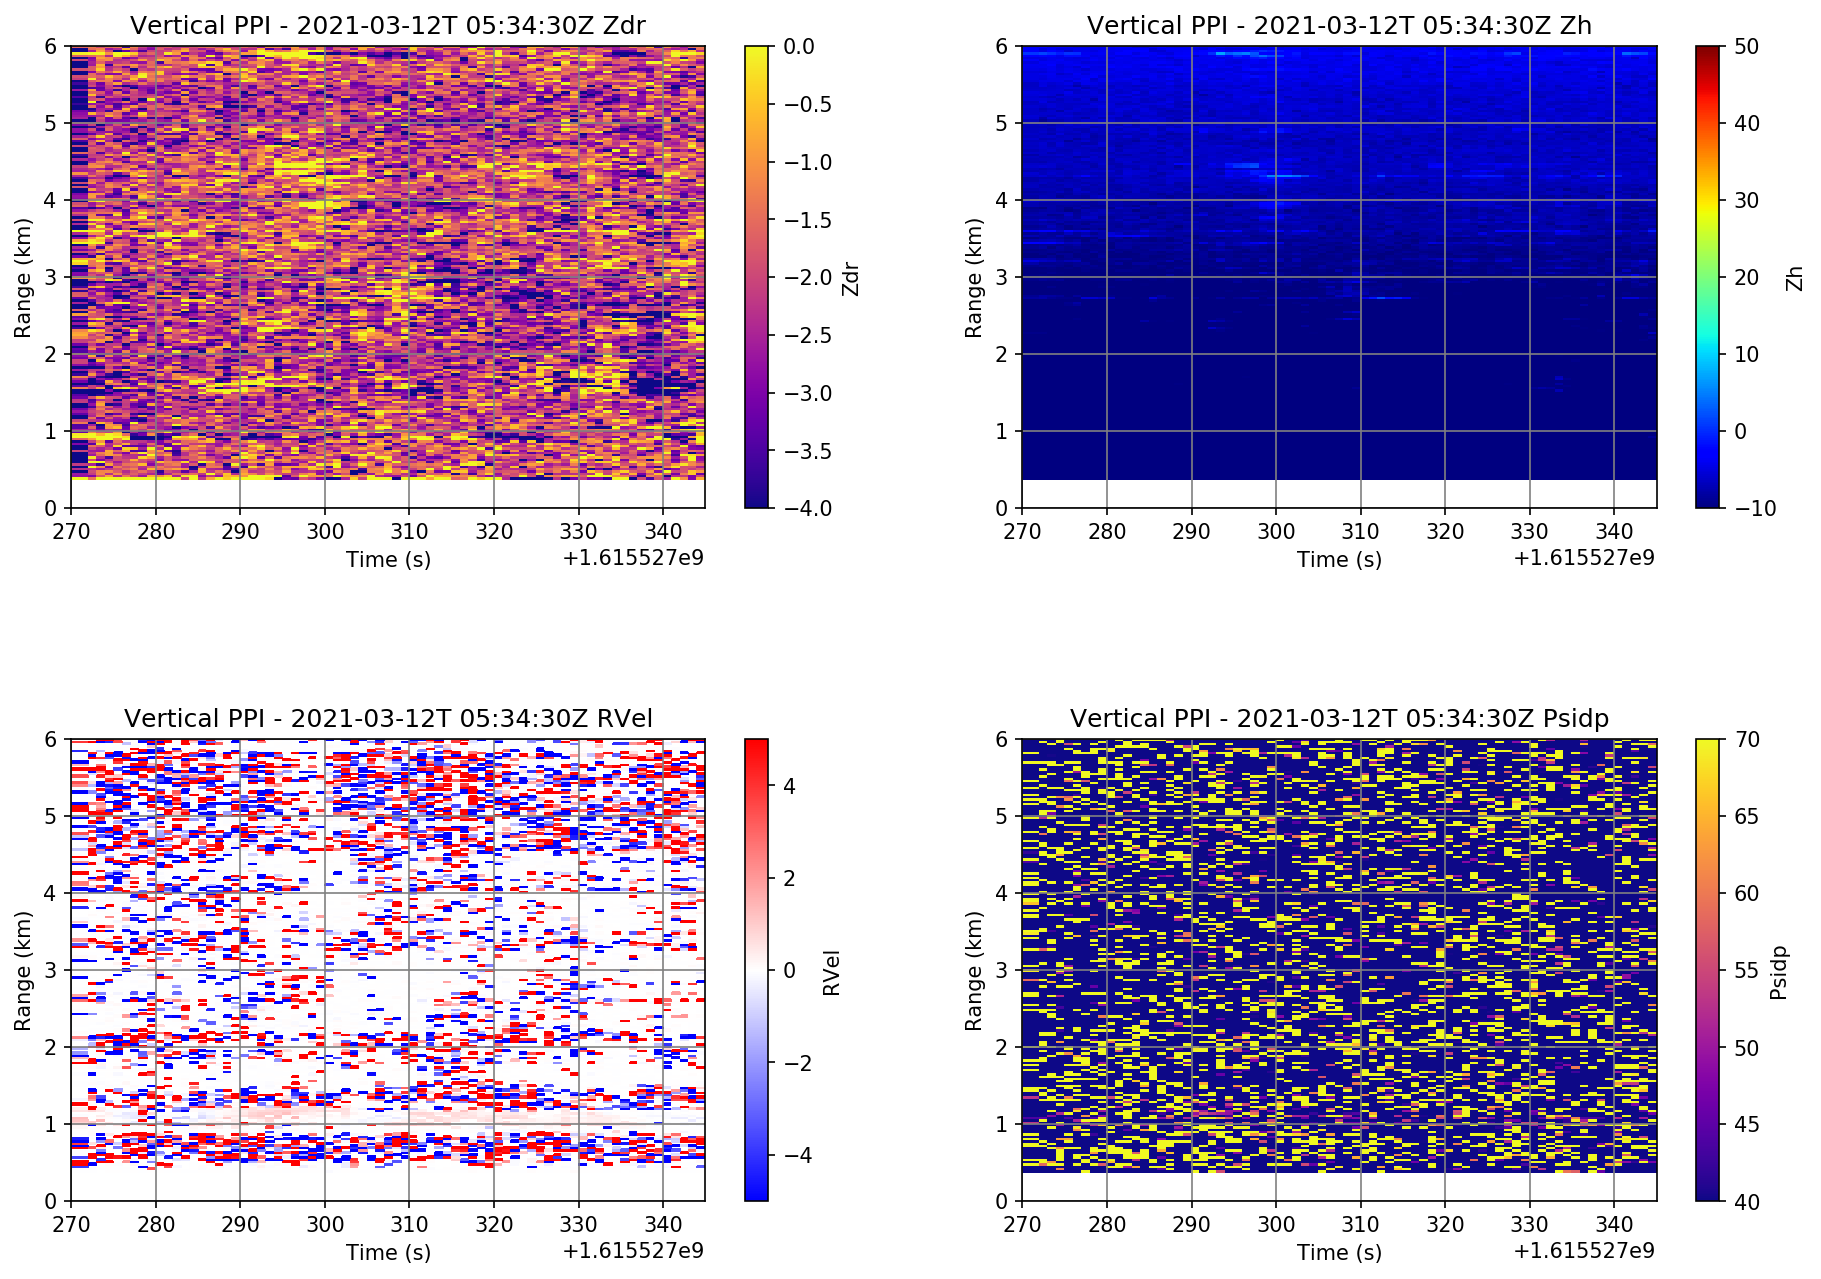 Vertical PPI - 2021-03-12T 05:34:30Z Zdr
6
5
4
3
2
1
0
Range (km)
270 280 290 300 310 320 330 340
Time (s)
+1.615527e9
0.0
−0.5
−1.0
−1.5
−2.0
−2.5
−3.0
−3.5
−4.0
Zdr
Vertical PPI - 2021-03-12T 05:34:30Z Zh
6
5
4
3
2
1
0
Range (km)
270 280 290 300 310 320 330 340
Time (s)
+1.615527e9
50
40
30
20
10
0
−10
Zh
Vertical PPI - 2021-03-12T 05:34:30Z RVel
6
5
4
3
2
1
0
Range (km)
270 280 290 300 310 320 330 340
Time (s)
+1.615527e9
4
2
0
−2
−4
RVel
Vertical PPI - 2021-03-12T 05:34:30Z Psidp
6
5
4
3
2
1
0
Range (km)
270 280 290 300 310 320 330 340
Time (s)
+1.615527e9
70
65
60
55
50
45
40
Psidp